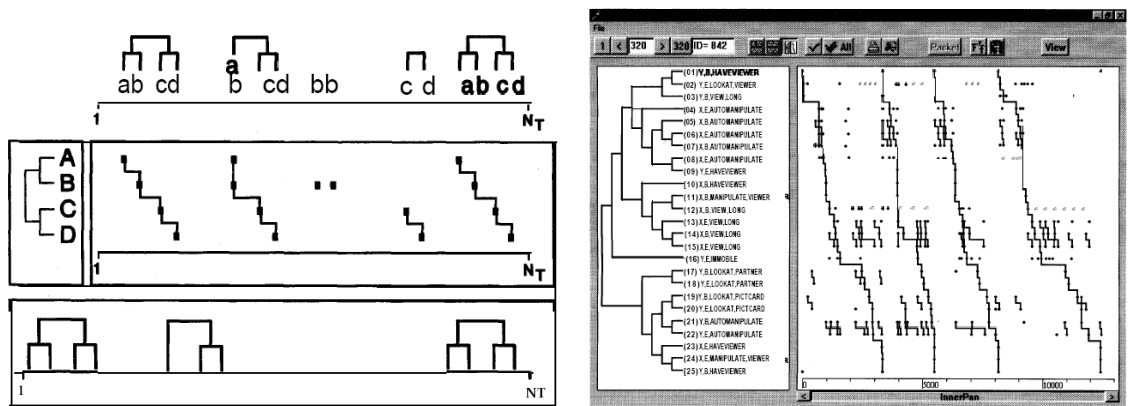 a
ab cd b cd bb c d ab cd
1 NT
A
B
C
D
1 NT
1 NT
File
1 < 320 > 320 ID= 842 All Packet View
(01) Y,B,HAVEVIEWER
(02) Y,E,LOOKAT,VIEWER
(03) Y,B,VIEW,LONG
(04) X,E,AUTOMANIPULATE
(05) X,B,AUTOMANIPULATE
(06) X,E,AUTOMANIPULATE
(07) X,B,AUTOMANIPULATE
(08) X,E,AUTOMANIPULATE
(09) Y,E,HAVEVIEWER
(10) X,B,HAVEVIEWER
(11) X,B,MANIPULATE,VIEWER
(12) X,B,VIEW,LONG
(13) X,E,VIEW,LONG
(14) X,B,VIEW,LONG
(15) X,E,VIEW,LONG
(16) Y,E,IMMOBILE
(17) Y,B,LOOKAT,PARTNER
(18) Y,E,LOOKAT,PARTNER
(19) Y,B,LOOKAT,PICTCARD
(20) Y,E,LOOKAT,PICTCARD
(21) Y,B,AUTOMANIPULATE
(22) Y,E,AUTOMANIPULATE
(23) X,E,HAVEVIEWER
(24) X,E,MANIPULATE,VIEWER
(25) Y,B,HAVEVIEWER
0 5000 10000
< InnerPan >